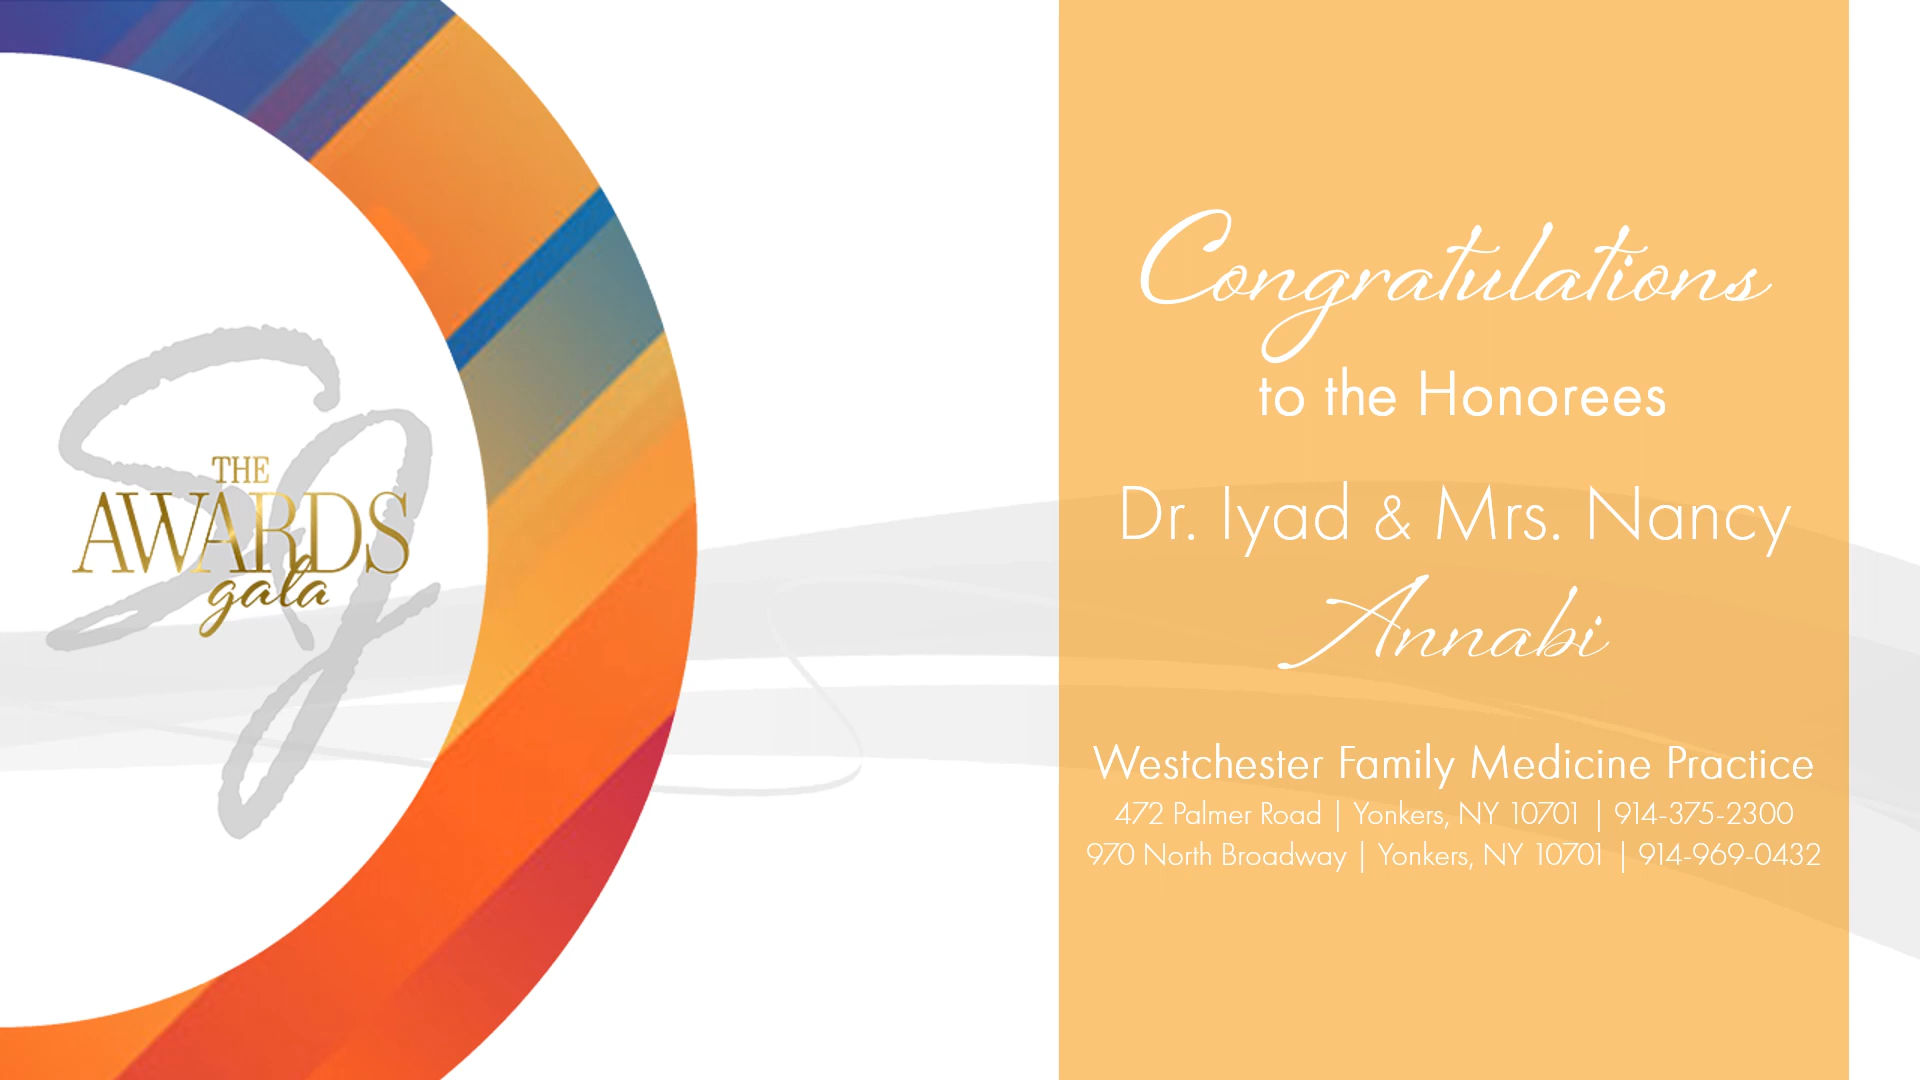 SJ
THE
AWARDS
gala
Congratulations
to the Honorees
Dr. Iyad & Mrs. Nancy
Annabi
Westchester Family Medicine Practice
472 Palmer Road | Yonkers, NY 10701 | 914-375-2300
970 North Broadway | Yonkers, NY 10701 | 914-969-0432